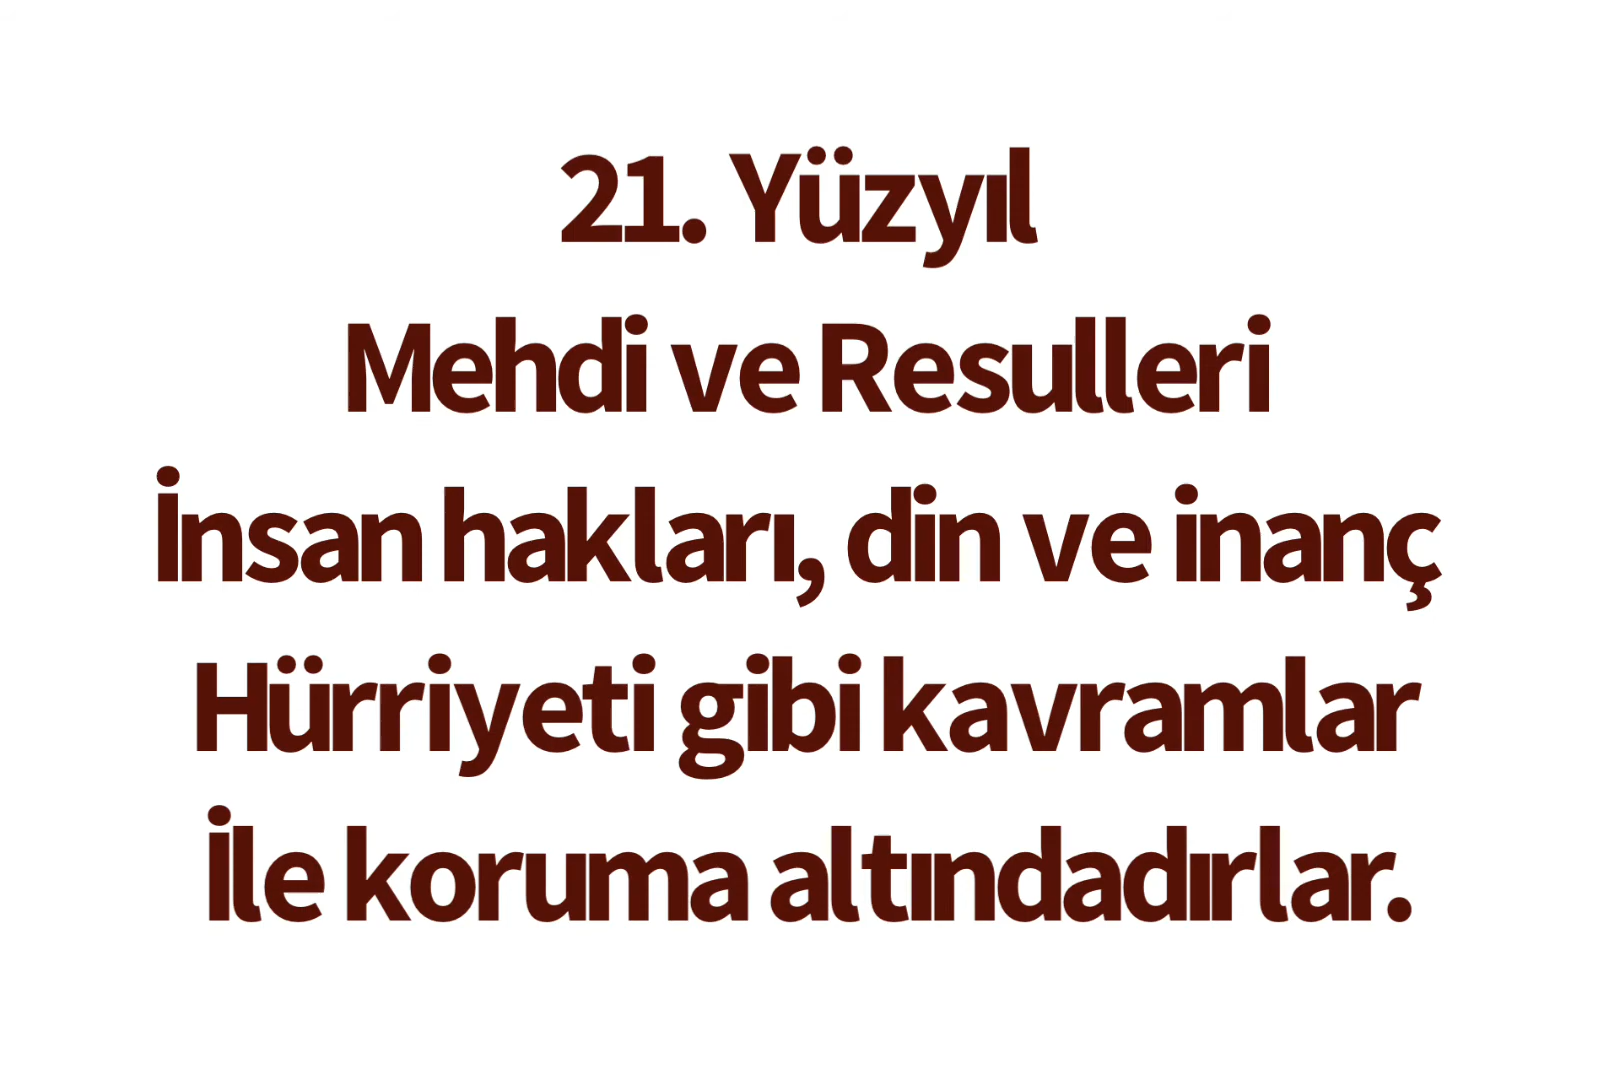 21. Yüzyıl
Mehdi ve Resulleri
İnsan hakları, din ve inanç
Hürriyeti gibi kavramlar
İle koruma altındadırlar.